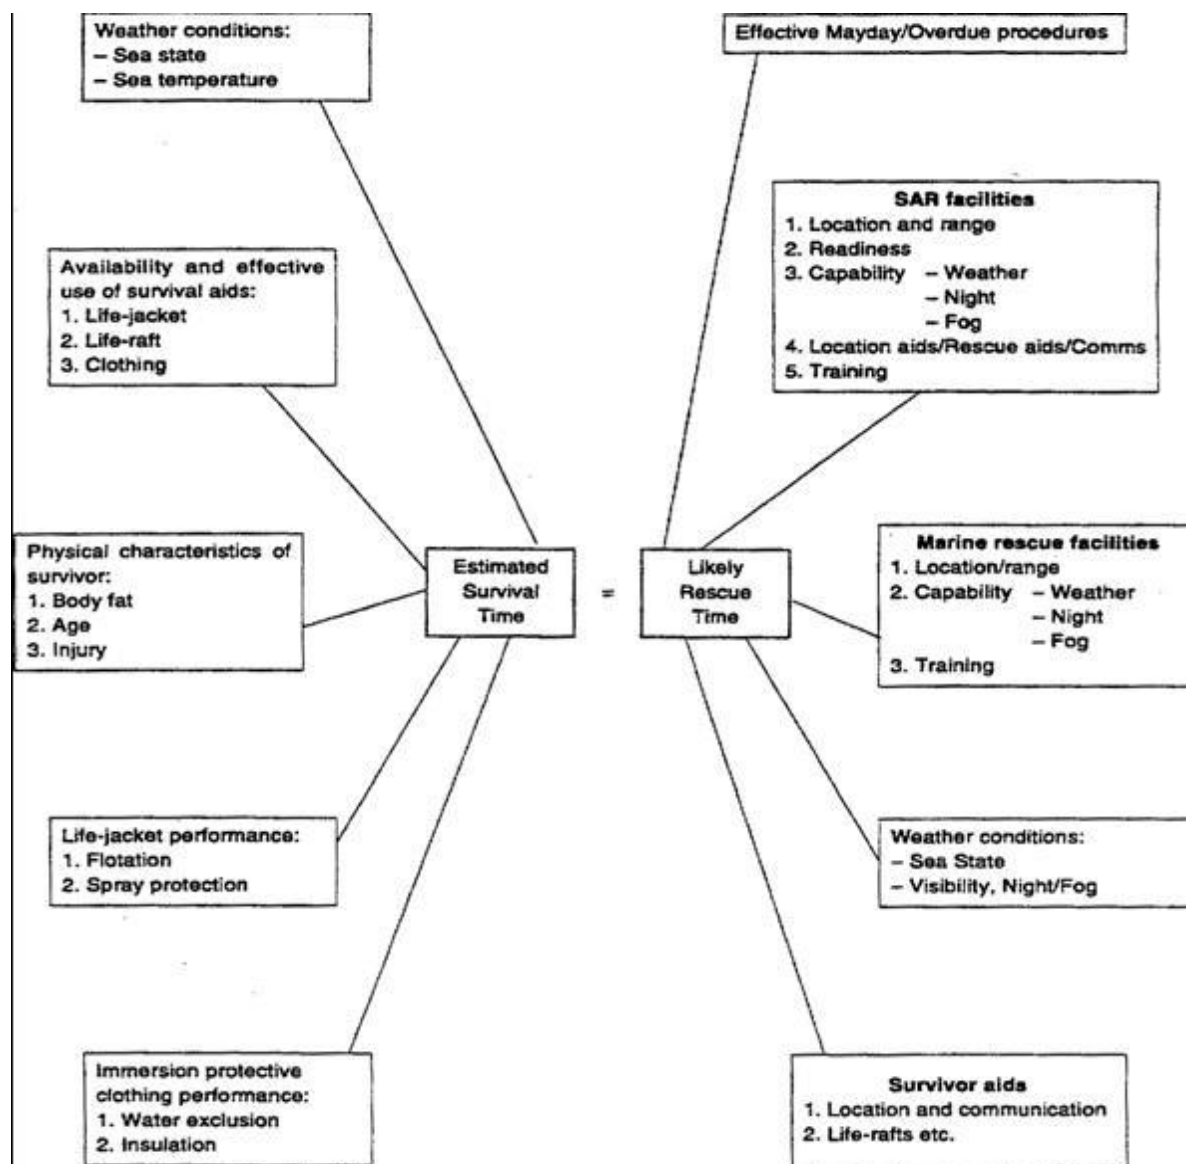 Weather conditions:
– Sea state
– Sea temperature
Availability and effective
use of survival aids:
1. Life-jacket
2. Life-raft
3. Clothing
Physical characteristics of
survivor:
1. Body fat
2. Age
3. Injury
Life-jacket performance:
1. Flotation
2. Spray protection
Immersion protective
clothing performance:
1. Water exclusion
2. Insulation
Estimated
Survival
Time
=
Likely
Rescue
Time
Effective Mayday/Overdue procedures
SAR facilities
1. Location and range
2. Readiness
3. Capability – Weather
– Night
– Fog
4. Location aids/Rescue aids/Comms
5. Training
Marine rescue facilities
1. Location/range
2. Capability – Weather
– Night
– Fog
3. Training
Weather conditions:
– Sea State
– Visibility, Night/Fog
Survivor aids
1. Location and communication
2. Life-rafts etc.